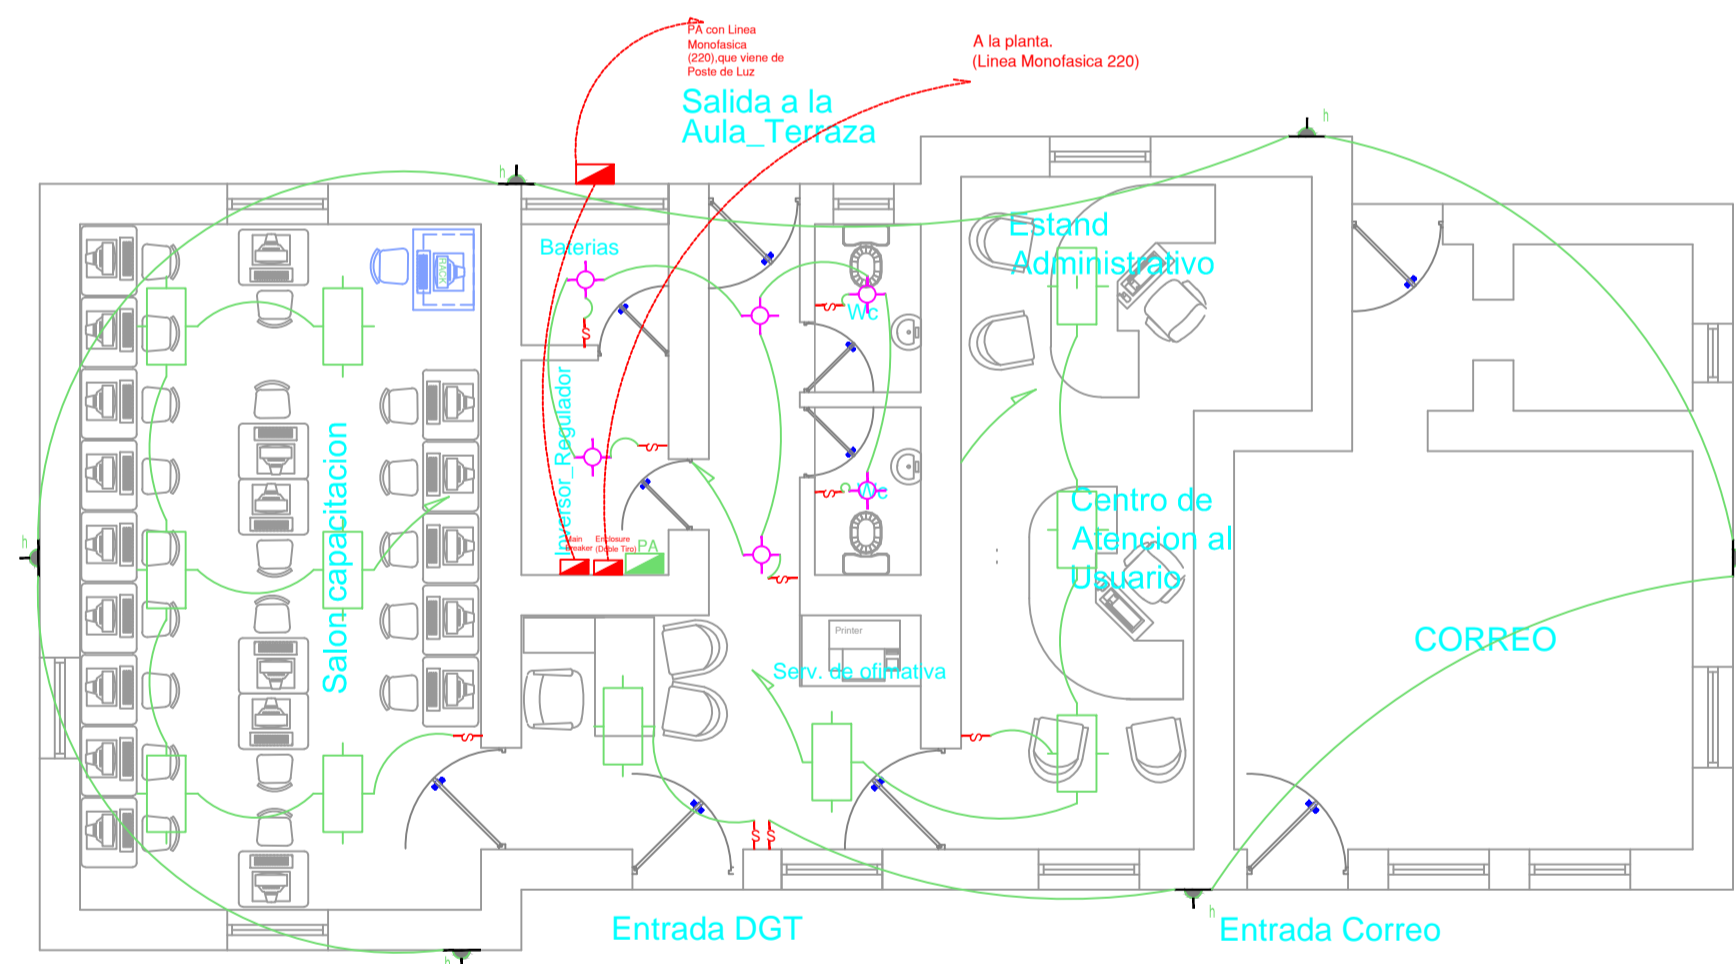 PA con Linea
Monofasica
(220),que viene de
Poste de Luz
A la planta.
(Linea Monofasica 220)
Salida a la
Aula_Terraza
h
h
Baterias
Estand
Administrativo
RACK
S
S
Wc
Inversor_Regulador
Salon capacitacion
S
S
Wc
Centro de
Atencion al
Usuario
h
Main
Breaker
Enclosure
(Doble Tiro)
PA
S
Printer
Serv. de ofimativa
CORREO
S
S
S
S
h
Entrada DGT
Entrada Correo
h